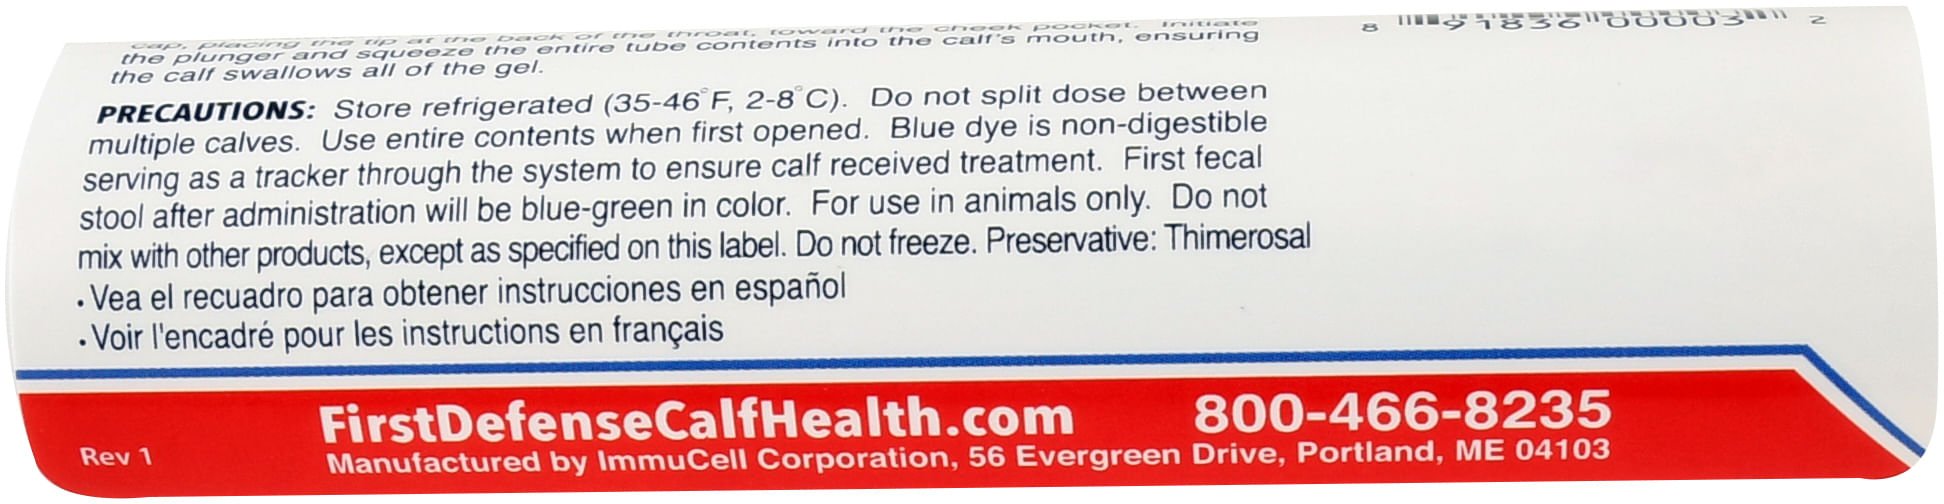 cap, placing the tip at the back of the throat, toward the cheek pocket. Initiate
the plunger and squeeze the entire tube contents into the calf's mouth, ensuring
the calf swallows all of the gel.
PRECAUTIONS: Store refrigerated (35-46°F, 2-8°C). Do not split dose between
multiple calves. Use entire contents when first opened. Blue dye is non-digestible
serving as a tracker through the system to ensure calf received treatment. First fecal
stool after administration will be blue-green in color. For use in animals only. Do not
mix with other products, except as specified on this label. Do not freeze. Preservative: Thimerosal
• Vea el recuadro para obtener instrucciones en español
• Voir l'encadré pour les instructions en français
8 91836 00003 2
Rev 1
FirstDefenseCalfHealth.com 800-466-8235
Manufactured by ImmuCell Corporation, 56 Evergreen Drive, Portland, ME 04103